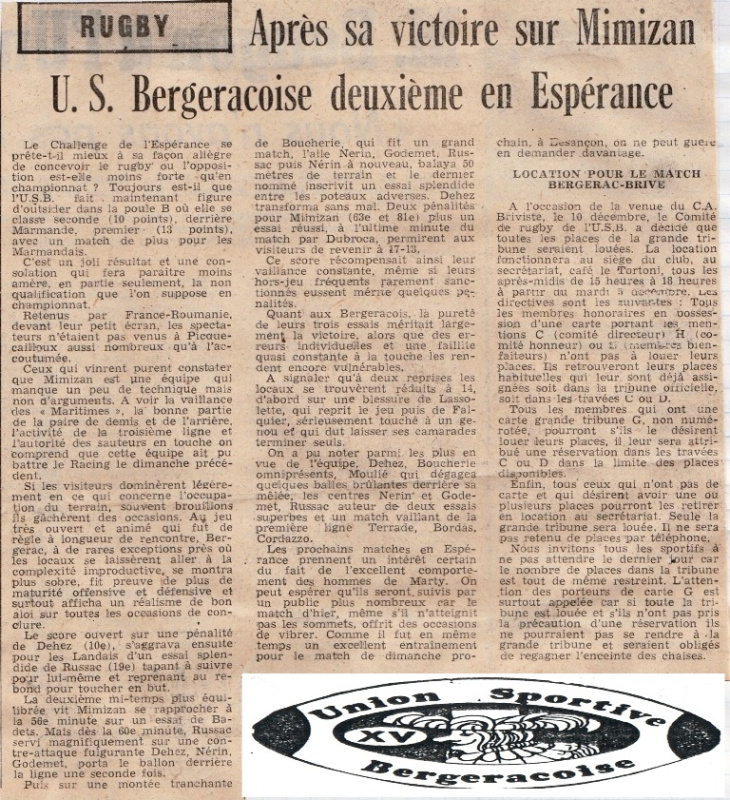 RUGBY
Après sa victoire sur Mimizan
U. S. Bergeracoise deuxième en Espérance
Le Challenge de l'Espérance se
prête-t-il mieux à sa façon allègre
de concevoir le rugby ou l'opposi-
tion est-elle moins forte qu'en
championnat ? Toujours est-il que
l'U.S.B. fait maintenant figure
d'outsider dans la poule B où elle se
classe seconde (10 points), derrière
Marmande, premier (13 points),
avec un match de plus pour les
Marmandais.
C'est un joli résultat et une con-
solation qui fera paraître moins
amère, en partie seulement, la non
qualification que l'on suppose en
championnat.
Retenus par France-Roumanie,
devant leur petit écran, les specta-
teurs n'étaient pas venus à Picque-
cailloux aussi nombreux qu'à l'ac-
coutumée.
Ceux qui vinrent purent constater
que Mimizan est une équipe qui
manque un peu de technique mais
non d'arguments. A voir la vaillance
des « Maritimes », la bonne partie
de la paire de demis et de l'arrière,
l'activité de la troisième ligne et
l'autorité des sauteurs en touche on
comprend que cette équipe ait pu
battre le Racing le dimanche précé-
dent.
Si les visiteurs dominèrent légère-
ment en ce qui concerne l'occupa-
tion du terrain, souvent brouillons
ils gâchèrent des occasions. Au jeu
très ouvert et animé qui fut de
règle à longueur de rencontre, Ber-
gerac, à de rares exceptions près où
les locaux se laissèrent aller à la
complexité improductive, se montra
plus sobre, fit preuve de plus de
maturité offensive et défensive et
surtout afficha un réalisme de bon
aloi sur toutes les occasions de con-
clure.
Le score ouvert sur une pénalité
de Dehez (10e), s'aggrava ensuite
pour les Landais d'un essai splen-
dide de Russac (19e) tapant à suivre
pour lui-même et reprenant au re-
bond pour toucher en but.
La deuxième mi-temps plus équi-
librée vit Mimizan se rapprocher à
la 56e minute sur un essai de Ba-
dets. Mais dès la 60e minute, Russac
servi magnifiquement sur une con-
tre-attaque fulgurante Dehez, Nérin,
Godemet, porta le ballon derrière
la ligne une seconde fois.
Puis sur une montée tranchante
de Boucherie, qui fit un grand
match, l'aile Nerin, Godemet, Rus-
sac puis Nérin à nouveau, balaya 50
mètres de terrain et le dernier
nommé inscrivit un essai splendide
entre les poteaux adverses. Dehez
transforma sans mal. Deux pénalités
pour Mimizan (63e et 81e) plus un
essai réussi, à l'ultime minute du
match par Dubroca, permirent aux
visiteurs de revenir à 17-13.
Ce score récompensait ainsi leur
vaillance constante, même si leurs
hors-jeu fréquents rarement sanc-
tionnés eussent mérité quelques pé-
nalités.
Quant aux Bergeracois, la pureté
de leurs trois essais méritait large-
ment la victoire, alors que des er-
reurs individuelles et une faillite
quasi constante à la touche les ren-
dent encore vulnérables.
A signaler qu'à deux reprises les
locaux se trouvèrent réduits à 14,
d'abord sur une blessure de Lasso-
lette, qui reprit le jeu puis de Fal-
quier, sérieusement touché à un ge-
nou et qui dut laisser ses camarades
terminer seuls.
On a pu noter parmi les plus en
vue de l'équipe, Dehez, Boucherie
omniprésents, Moulié qui dégagea
quelques balles brûlantes derrière sa
mêlée, les centres Nerin et Gode-
met, Russac auteur de deux essais
superbes et un match vaillant de la
première ligne Terrade, Bordas,
Cordazzo.
Les prochains matches en Espé-
rance prennent un intérêt certain
du fait de l'excellent comporte-
ment des hommes de Marty. On
peut espérer qu'ils seront suivis par
un public plus nombreux car le
match d'hier, même s'il n'atteignit
pas les sommets, offrit des occasions
de vibrer. Comme il fut en même
temps un excellent entraînement
pour le match de dimanche pro-
chain, à Besançon, on ne peut guère
en demander davantage.
LOCATION POUR LE MATCH
BERGERAC-BRIVE
A l'occasion de la venue du C.A.
Briviste, le 10 décembre, le Comité
de rugby de l'U.S.B. a décidé que
toutes les places de la grande tri-
bune seraient louées. La location
fonctionnera au siège du club, au
secrétariat, café le Tortoni, tous les
après-midis de 15 heures à 18 heures
à partir du mardi 5 décembre. Les
directives sont les suivantes : Tous
les membres honoraires en posses-
sion d'une carte portant les men-
tions C (comité directeur) H (co-
mité honneur) ou (membres bien-
faiteurs) n'ont pas à louer leurs
places. Ils retrouveront leurs places
habituelles qui leur sont déjà assi-
gnées soit dans la tribune officielle,
soit dans les travées C ou D.
Tous les membres qui ont une
carte grande tribune G, non numé-
rotée, pourront s'ils le désirent
louer leurs places, il leur sera attri-
bué une réservation dans les travées
C ou D dans la limite des places
disponibles.
Enfin, tous ceux qui n'ont pas de
carte et qui désirent avoir une ou
plusieurs places pourront les retirer
en location au secrétariat. Seule la
grande tribune sera louée. Il ne sera
pas retenu de places par téléphone.
Nous invitons tous les sportifs à
ne pas attendre le dernier jour car
le nombre de places dans la tribune
est tout de même restreint. L'atten-
tion des porteurs de carte G est
surtout appelée car si toute la tri-
bune est louée et s'ils n'ont pas pris
la précaution d'une réservation ils
ne pourraient pas se rendre à la
grande tribune et seraient obligés
de regagner l'enceinte des chaises.
Union Sportive
XV
Bergeracoise